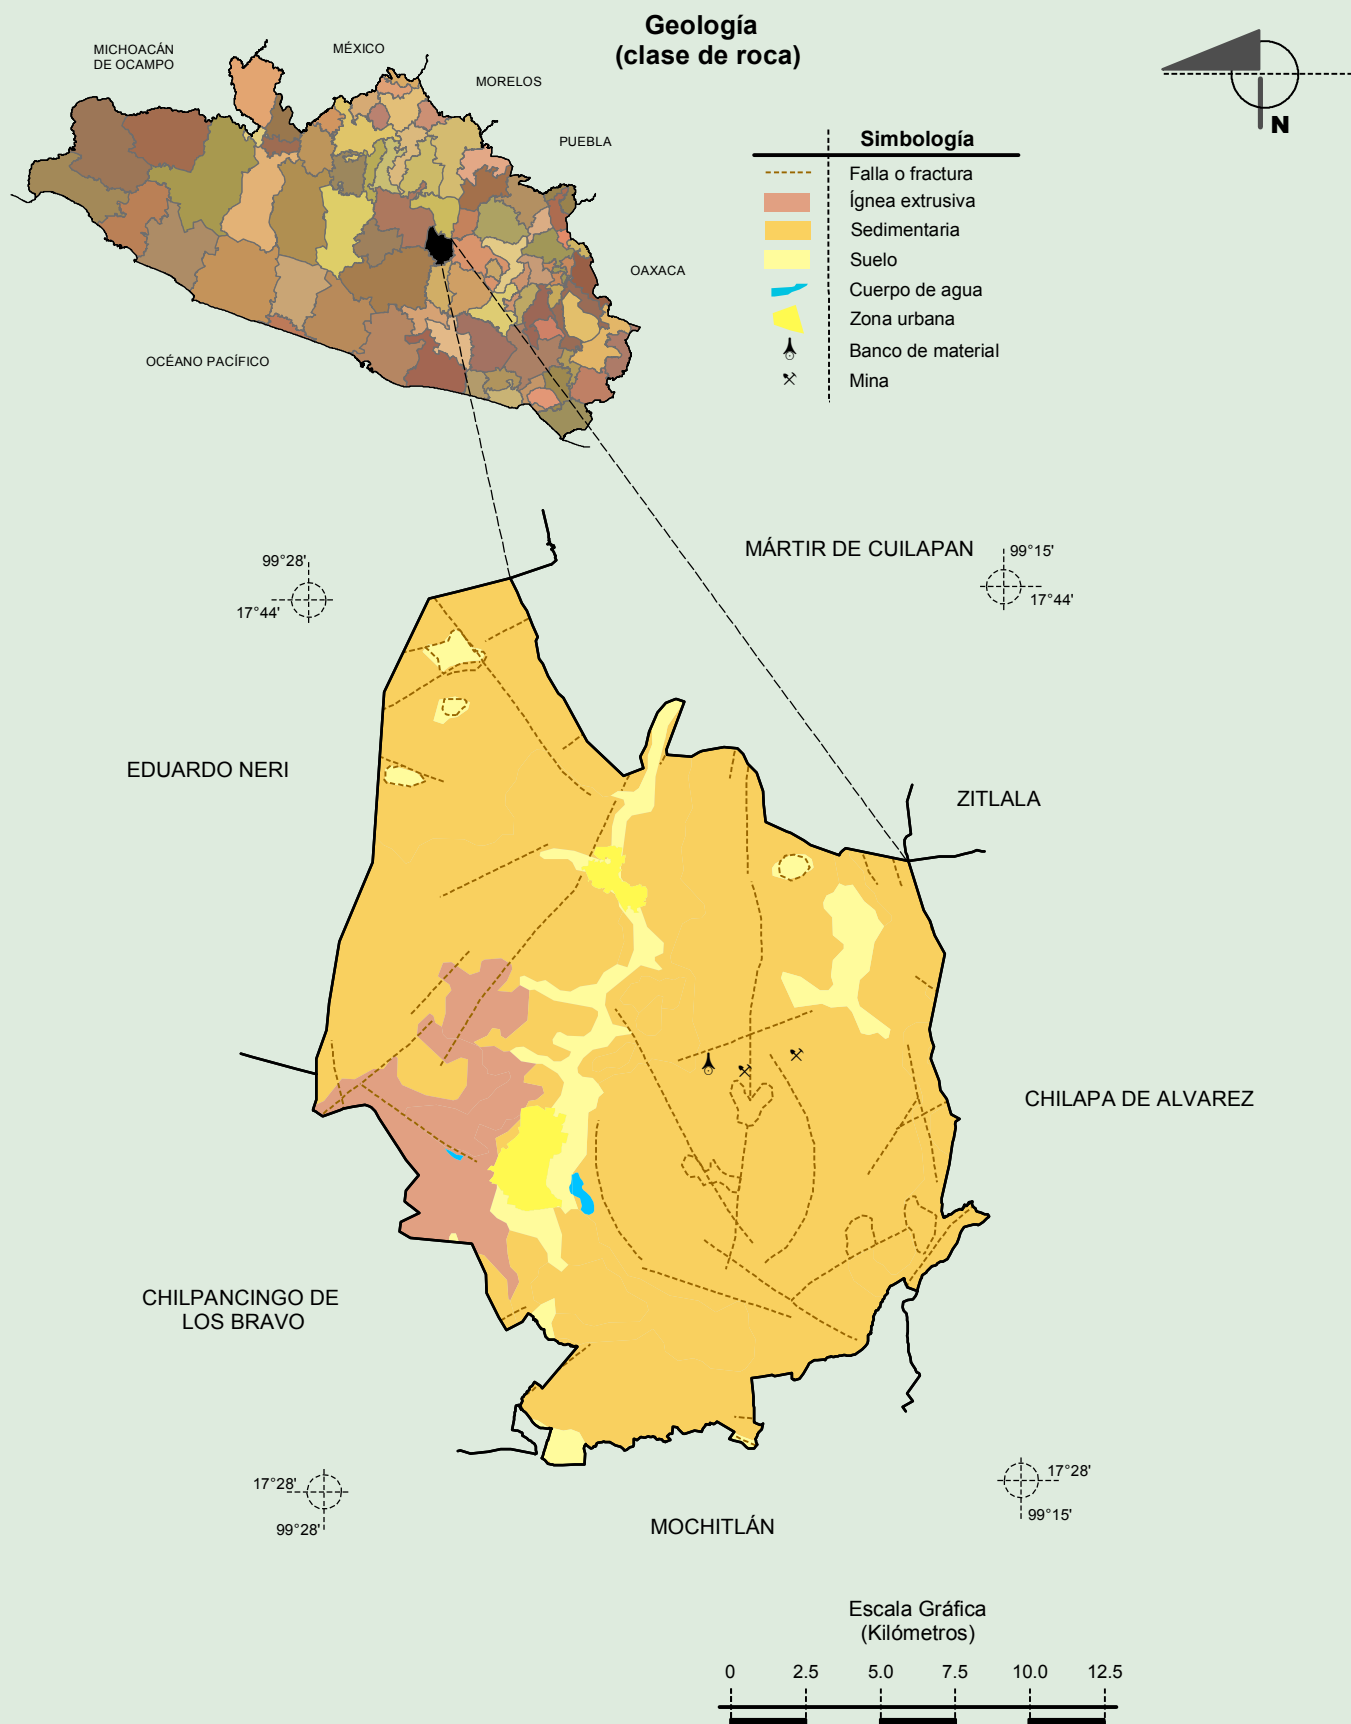 Geología
(clase de roca)
MICHOACÁN
DE OCAMPO
MÉXICO
MORELOS
PUEBLA
OAXACA
OCÉANO PACÍFICO
N
Simbología
Falla o fractura
Ígnea extrusiva
Sedimentaria
Suelo
Cuerpo de agua
Zona urbana
Banco de material
Mina
99°28'
17°44'
MÁRTIR DE CUILAPAN
99°15'
17°44'
EDUARDO NERI
ZITLALA
CHILAPA DE ALVAREZ
CHILPANCINGO DE
LOS BRAVO
17°28'
99°28'
17°28'
99°15'
MOCHITLÁN
Escala Gráfica
(Kilómetros)
0 2.5 5.0 7.5 10.0 12.5